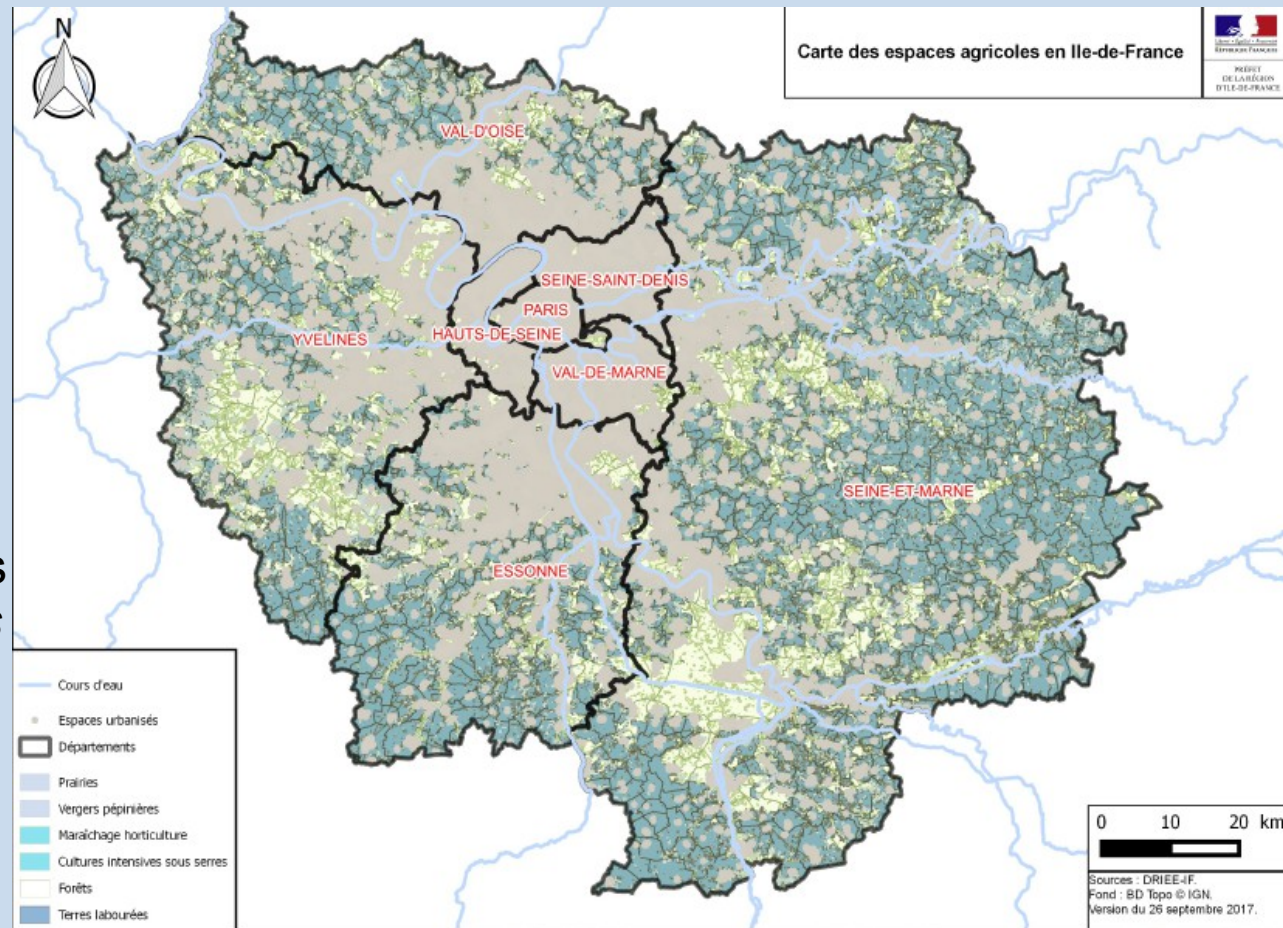 N
Carte des espaces agricoles en Ile-de-France
PRÉFET
DE LA RÉGION
D'ILE-DE-FRANCE
VAL-D'OISE
SEINE-SAINT-DENIS
PARIS
HAUTS-DE-SEINE
YVELINES
VAL-DE-MARNE
SEINE-ET-MARNE
ESSONNE
s
Cours d'eau
Espaces urbanisés
Départements
Prairies
Vergers pépinières
Maraîchage horticulture
Cultures intensives sous serres
Forêts
Terres labourées
0 10 20 km
Sources : DRIEE-IF.
Fond : BD Topo © IGN.
Version du 26 septembre 2017.